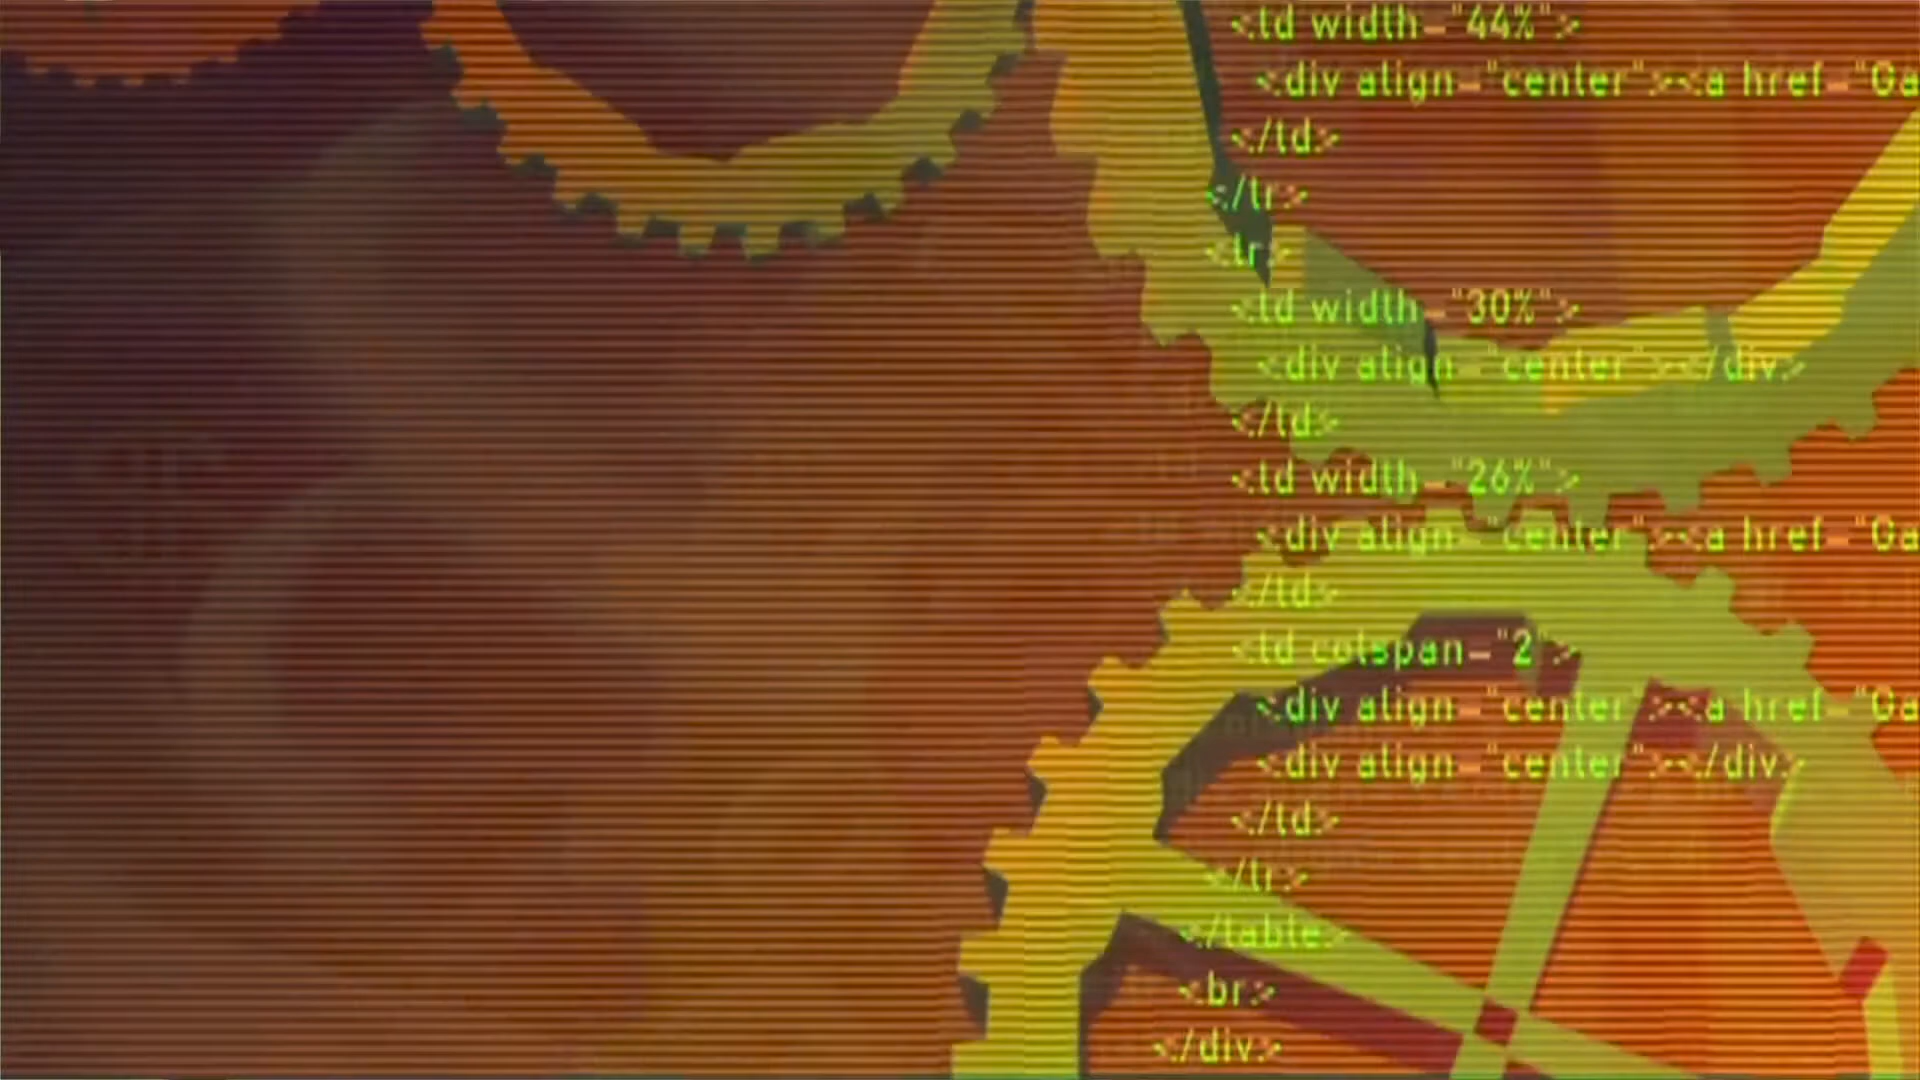 <td width="44%">
<div align="center"><a href="Ga
</td>
</tr>
<tr>
<td width="30%">
<div align="center"></div>
</td>
<td width="26%">
<div align="center"><a href="Ga
</td>
<td colspan="2">
<div align="center"><a href="Ga
<div align="center"></div>
</td>
</tr>
</table>
<br>
</div>